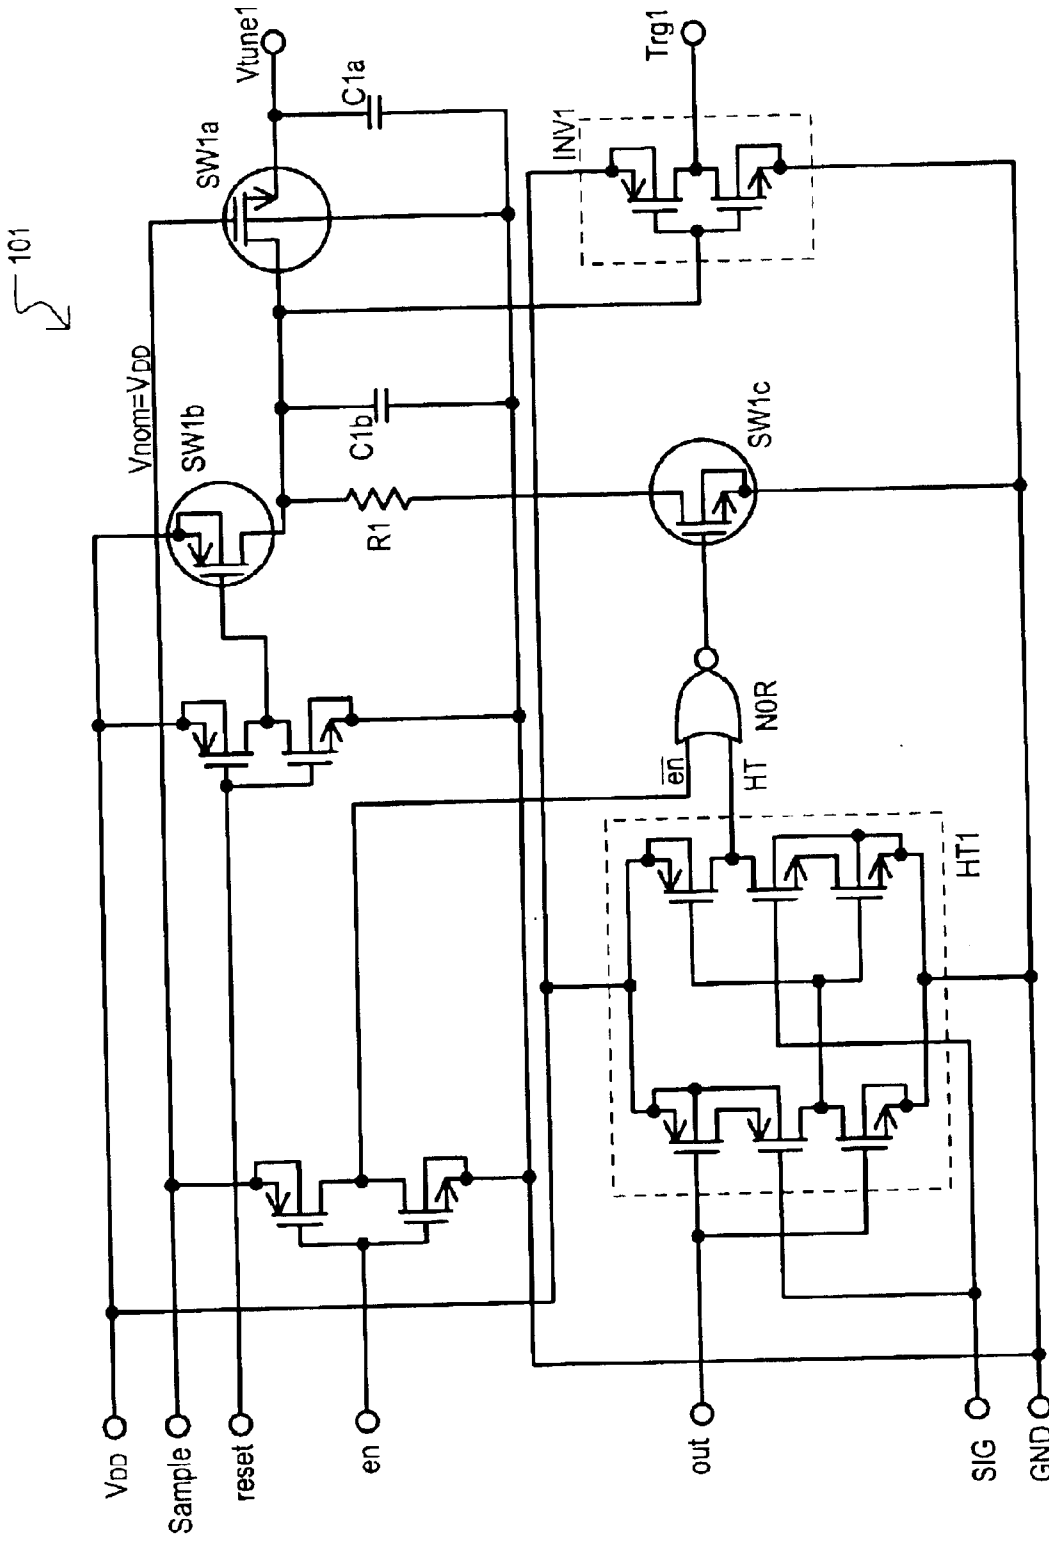 101
Vtune1
C1a
SW1a
Vnom=VDD
SW1b
C1b
R1
Trg1
INV1
SW1c
NOR
en
HT
HT1
VDD
Sample
reset
en
out
SIG
GND